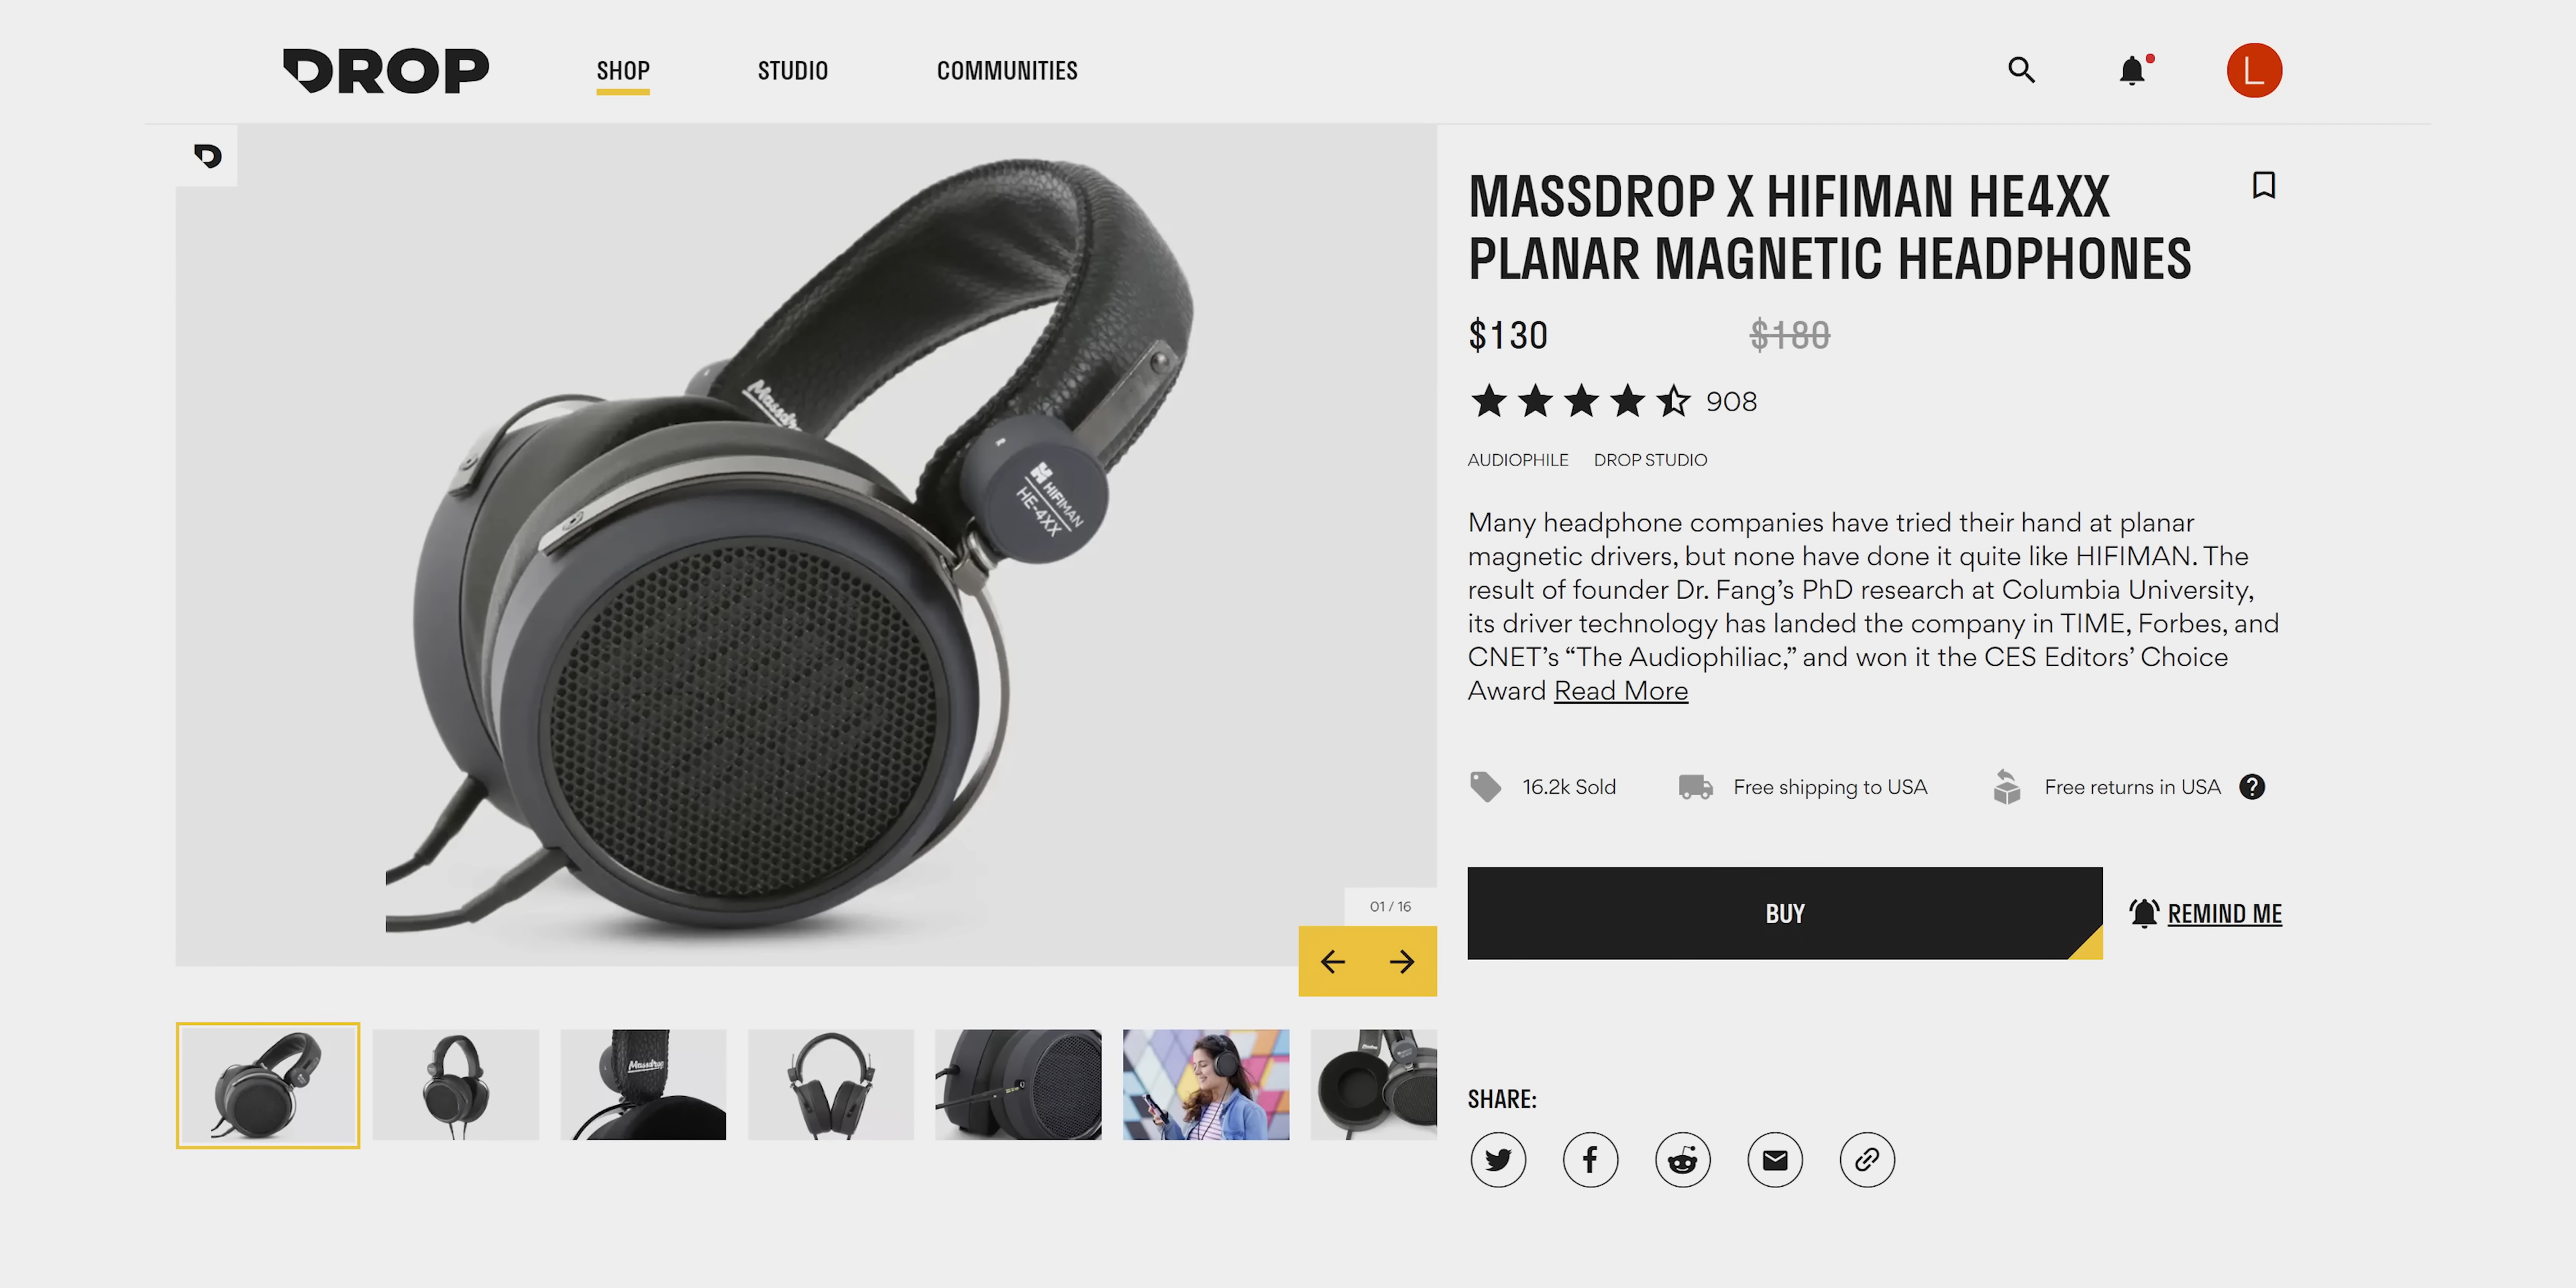 DROP
SHOP
STUDIO
COMMUNITIES
L
MASSDROP X HIFIMAN HE4XX
PLANAR MAGNETIC HEADPHONES
$130
$180
908
AUDIOPHILE
DROP STUDIO
Many headphone companies have tried their hand at planar
magnetic drivers, but none have done it quite like HIFIMAN. The
result of founder Dr. Fang’s PhD research at Columbia University,
its driver technology has landed the company in TIME, Forbes, and
CNET’s “The Audiophiliac,” and won it the CES Editors’ Choice
Award Read More
16.2k Sold
Free shipping to USA
Free returns in USA
?
BUY
REMIND ME
SHARE:
Massdr
HIFIMAN
HE-4XX
01 / 16
Massdrop